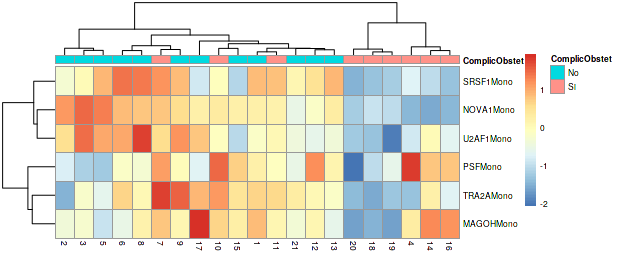 ComplicObstet
ComplicObstet
No
Si
SRSF1Mono
NOVA1Mono
U2AF1Mono
PSFMono
TRA2AMono
MAGOHMono
1
0
-1
-2
2 3 5 6 8 7 9 17 10 15 1 11 21 12 13 20 18 19 4 14 16